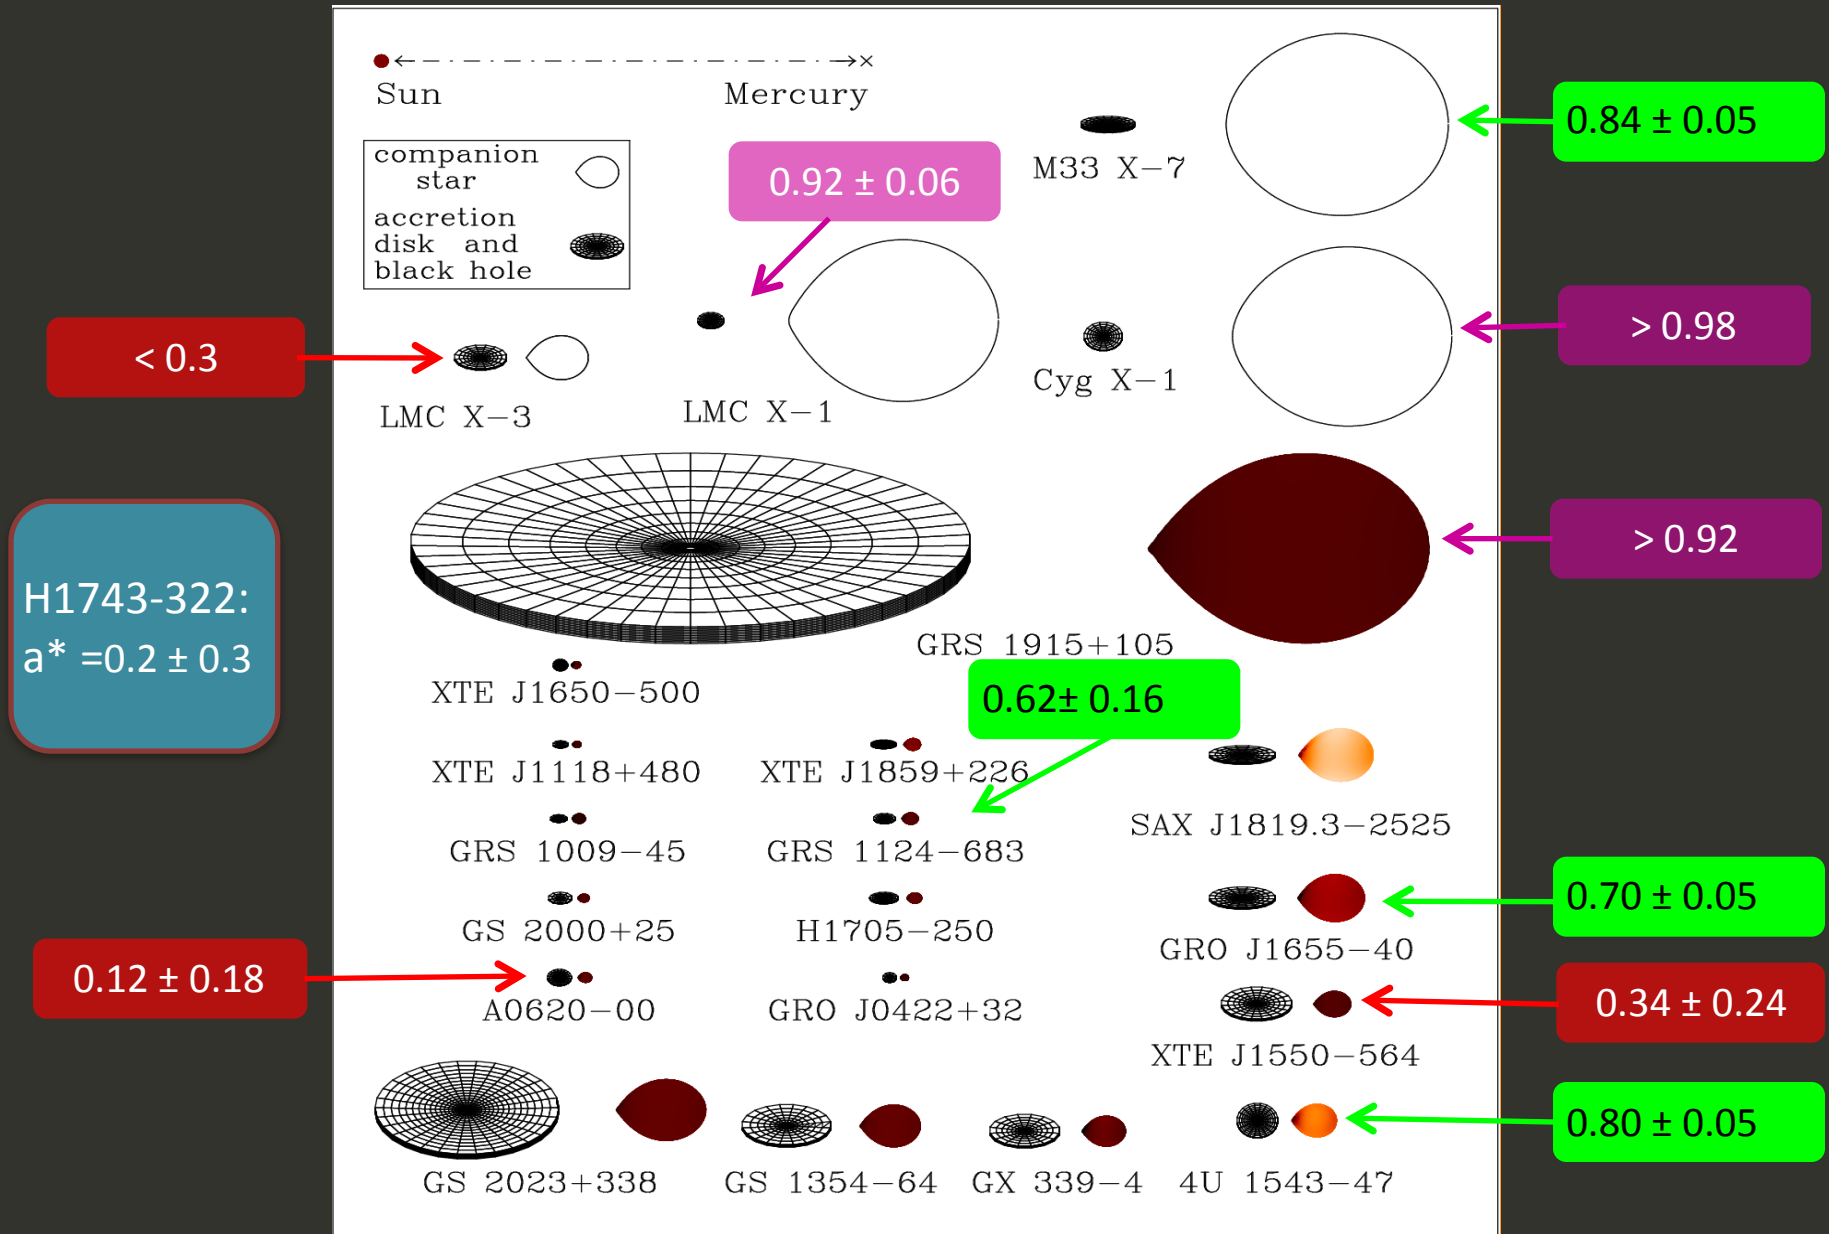 Sun
Mercury
companion
star
accretion
disk and
black hole
0.92 ± 0.06
M33 X-7
0.84 ± 0.05
< 0.3
LMC X-3
LMC X-1
Cyg X-1
> 0.98
H1743-322:
a* =0.2 ± 0.3
GRS 1915+105
> 0.92
XTE J1650-500
0.62± 0.16
XTE J1118+480
XTE J1859+226
SAX J1819.3-2525
GRS 1009-45
GRS 1124-683
GS 2000+25
H1705-250
GRO J1655-40
0.70 ± 0.05
0.12 ± 0.18
A0620-00
GRO J0422+32
XTE J1550-564
0.34 ± 0.24
GS 2023+338
GS 1354-64
GX 339-4
4U 1543-47
0.80 ± 0.05